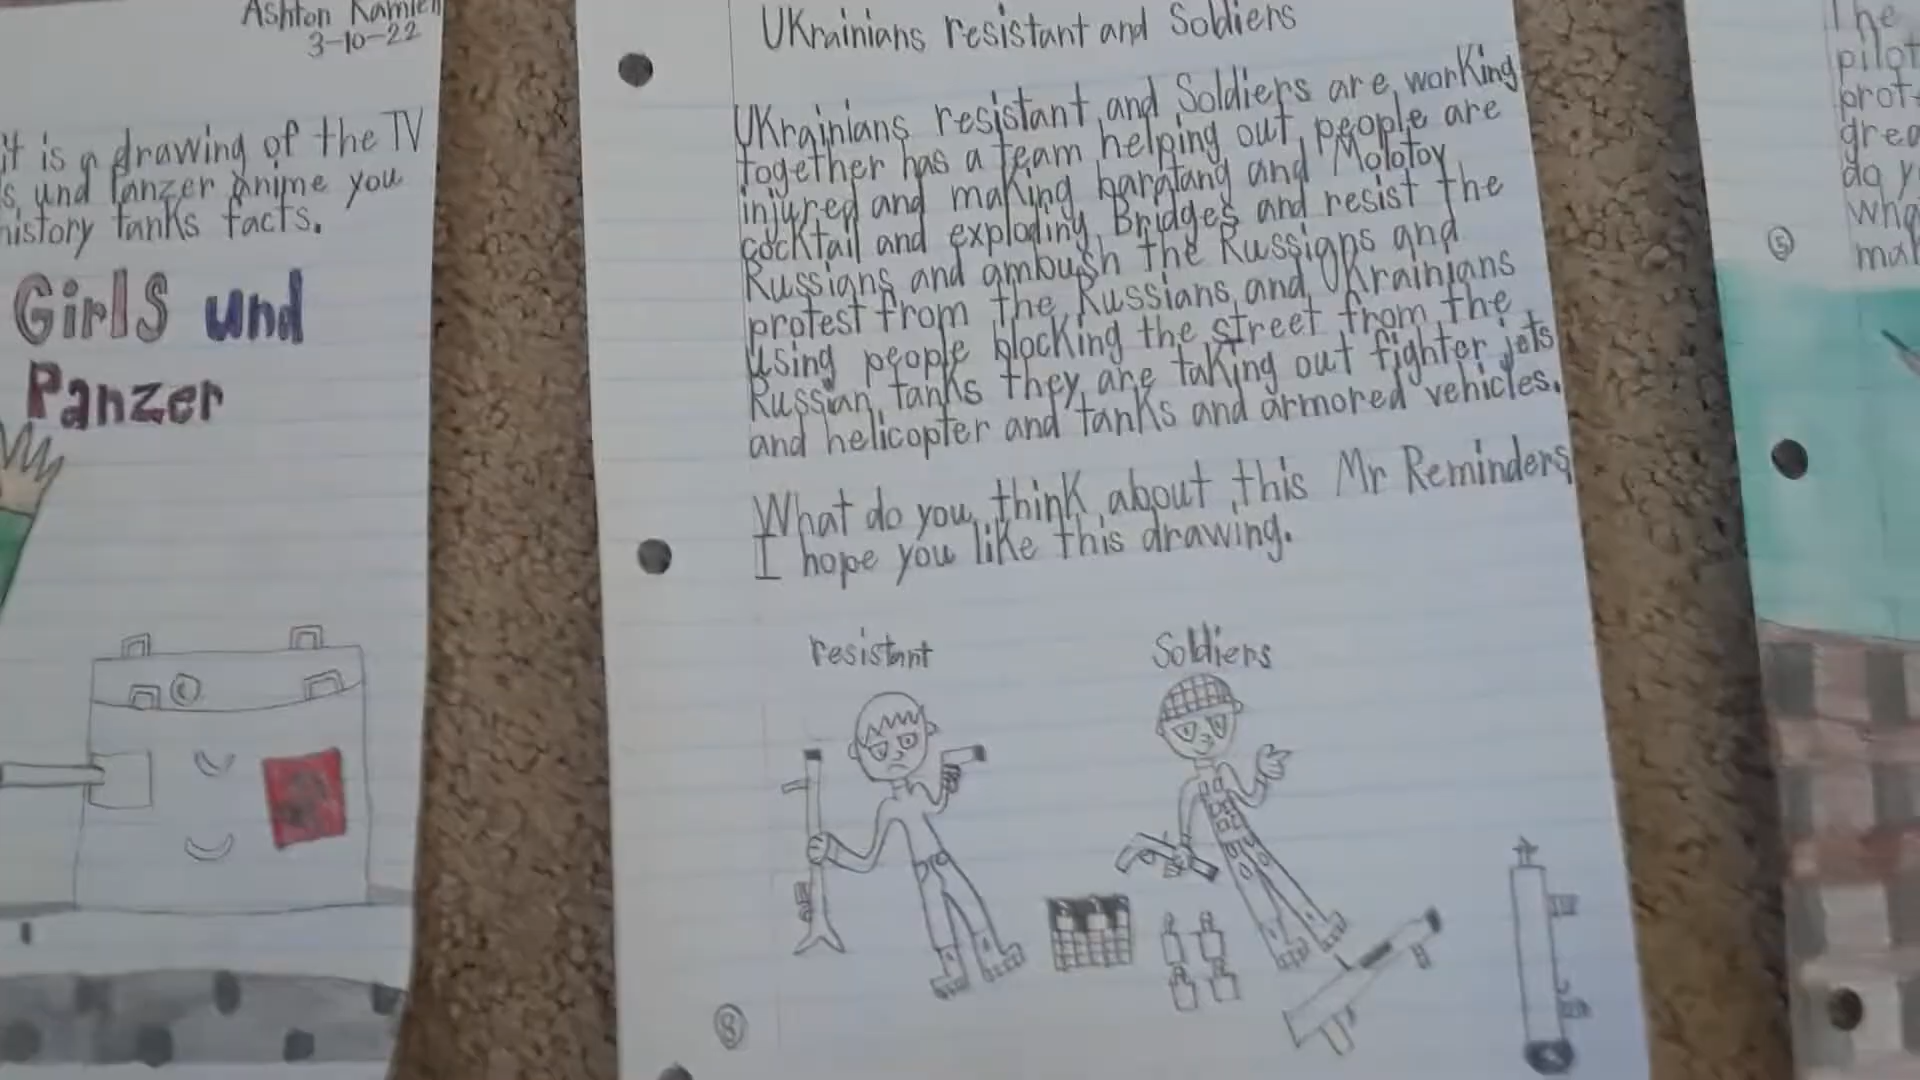 Ashton Kamlen
3-10-22
it is a drawing of the TV
s und Panzer anime you
history tanks facts.
Girls und
Panzer
UKrainians resistant and Soldiers
UKrainians resistant and Soldiers are working
together has a team helping out people are
injured and making baratang and Molotov
cocktail and exploding Bridges and resist the
Russians and ambush the Russians and
protest from the Russians and UKrainians
using people blocking the street from the
Russian tanks they are taking out fighter jets
and helicopter and tanks and armored vehicles.
What do you think about this Mr Reminders
I hope you like this drawing.
resistant
Soldiers
8
The
pilot
prot
grea
do y
wha
5
mak